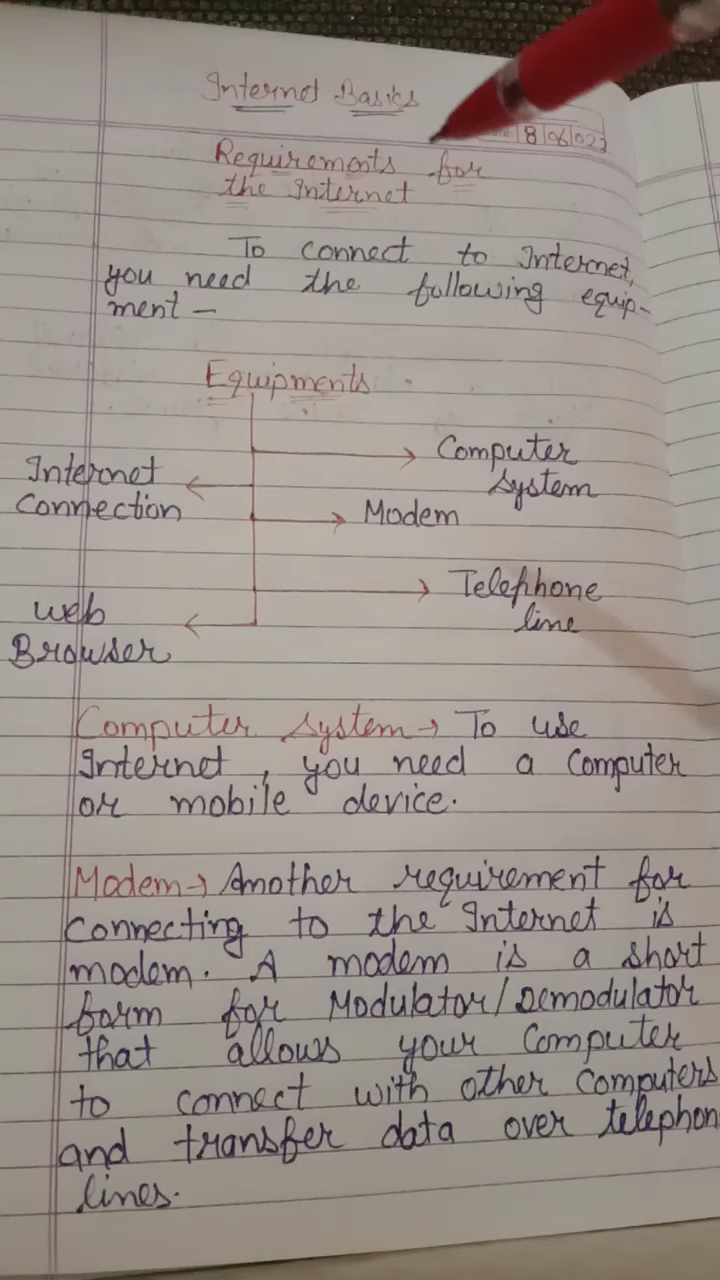 Internet Basics
8/06/023
Requirements for
the Internet
To connect to Internet,
you need the following equip-
ment -
Equipments
Computer
System
Internet
Connection
Modem
Telephone
line
Web
Browser
Computer System → To use
Internet, you need a computer
or mobile device.
Modem → Another requirement for
connecting to the Internet is
modem. A modem is a short
form for Modulator/Demodulator
that allows your computer
to connect with other computers
and transfer data over telephon
lines.